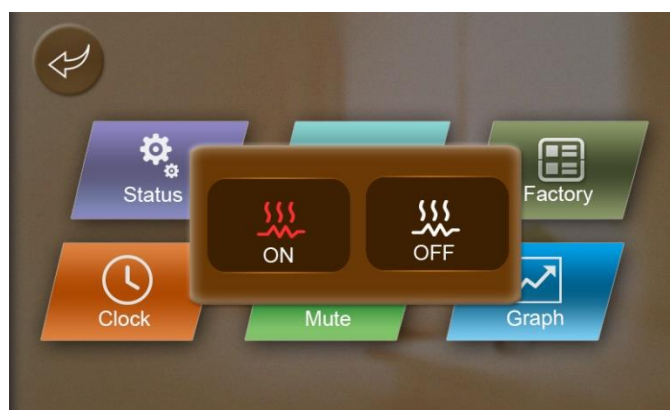 Status
Factory
ON
OFF
Clock
Mute
Graph